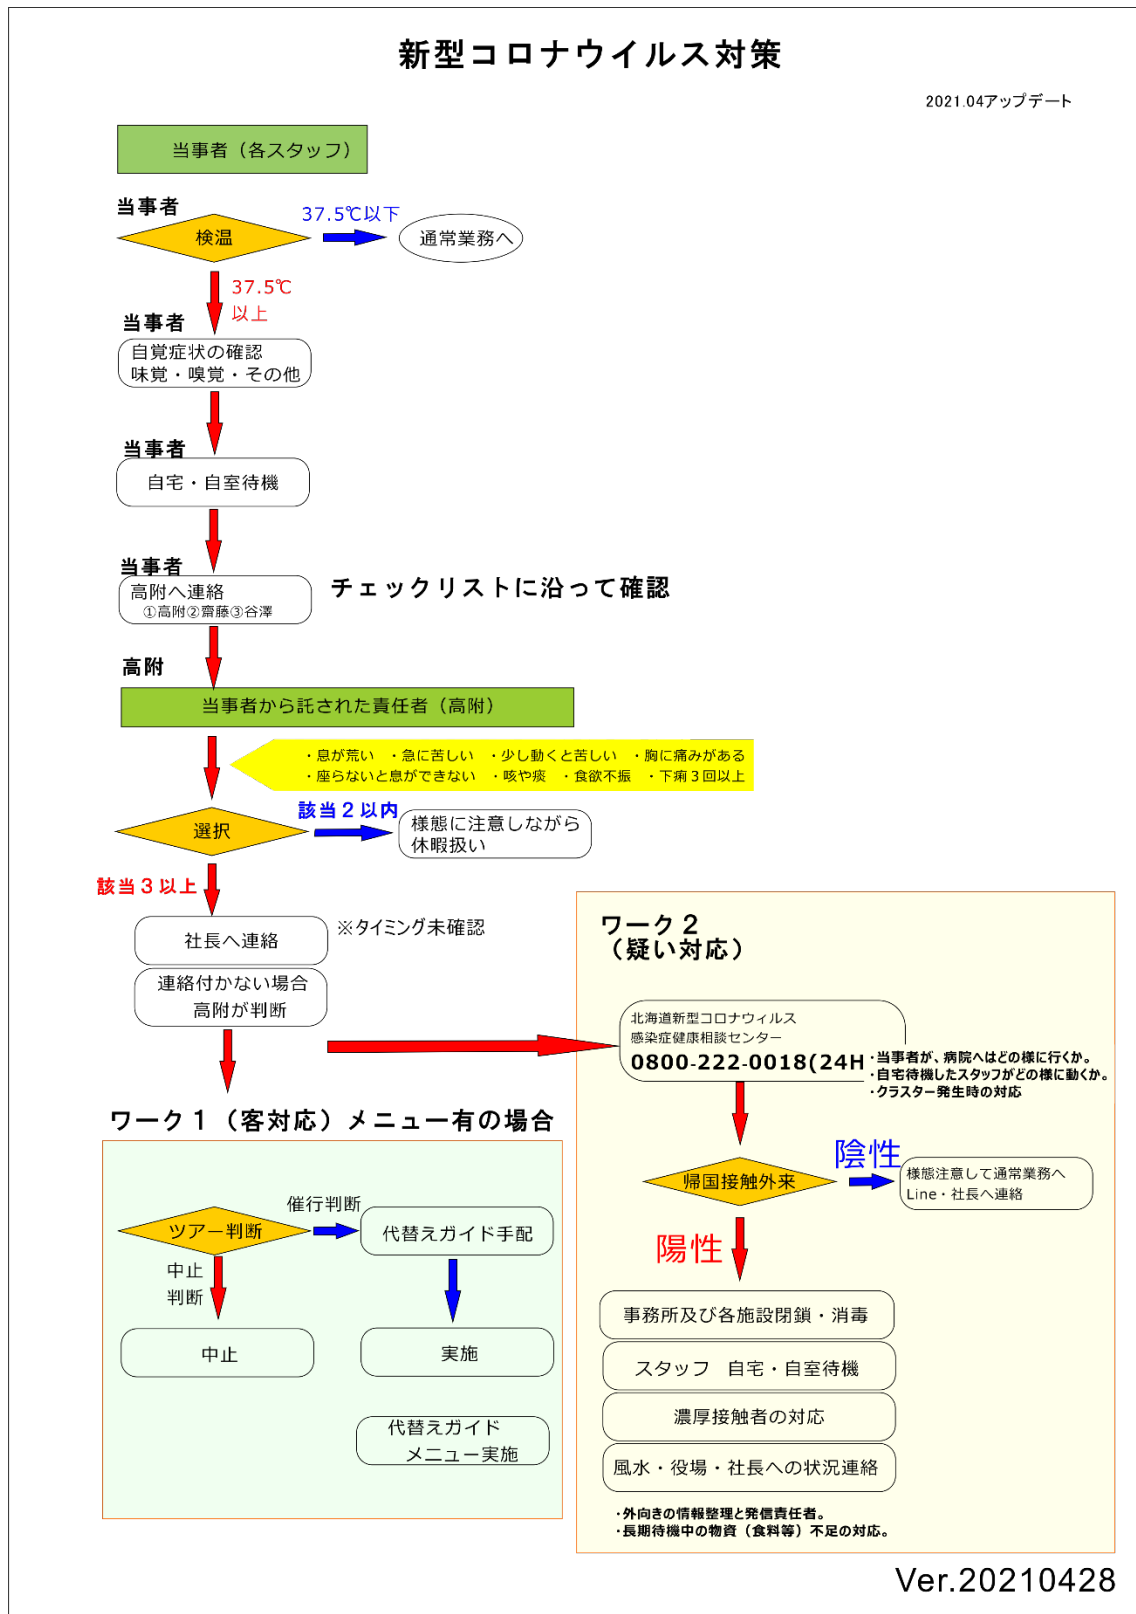 新型コロナウイルス対策
2021.04アップデート
当事者（各スタッフ）
当事者
検温
37.5℃以下
通常業務へ
37.5℃
以上
当事者
自覚症状の確認
味覚・嗅覚・その他
当事者
自宅・自室待機
当事者
高附へ連絡
①高附②齋藤③谷澤
チェックリストに沿って確認
高附
当事者から託された責任者（高附）
・息が荒い　・急に苦しい　・少し動くと苦しい　・胸に痛みがある
・座らないと息ができない　・咳や痰　・食欲不振　・下痢３回以上
選択
該当２以内
様態に注意しながら
休暇扱い
該当３以上
社長へ連絡
※タイミング未確認
連絡付かない場合
高附が判断
ワーク１（客対応）メニュー有の場合
ツアー判断
催行判断
代替えガイド手配
中止
判断
中止
実施
代替えガイド
メニュー実施
ワーク２
（疑い対応）
北海道新型コロナウィルス
感染症健康相談センター
0800-222-0018(24H
・当事者が、病院へはどの様に行くか。
・自宅待機したスタッフがどの様に動くか。
・クラスター発生時の対応
帰国接触外来
陰性
様態注意して通常業務へ
Line・社長へ連絡
陽性
事務所及び各施設閉鎖・消毒
スタッフ　自宅・自室待機
濃厚接触者の対応
風水・役場・社長への状況連絡
・外向きの情報整理と発信責任者。
・長期待機中の物資（食料等）不足の対応。
Ver.20210428